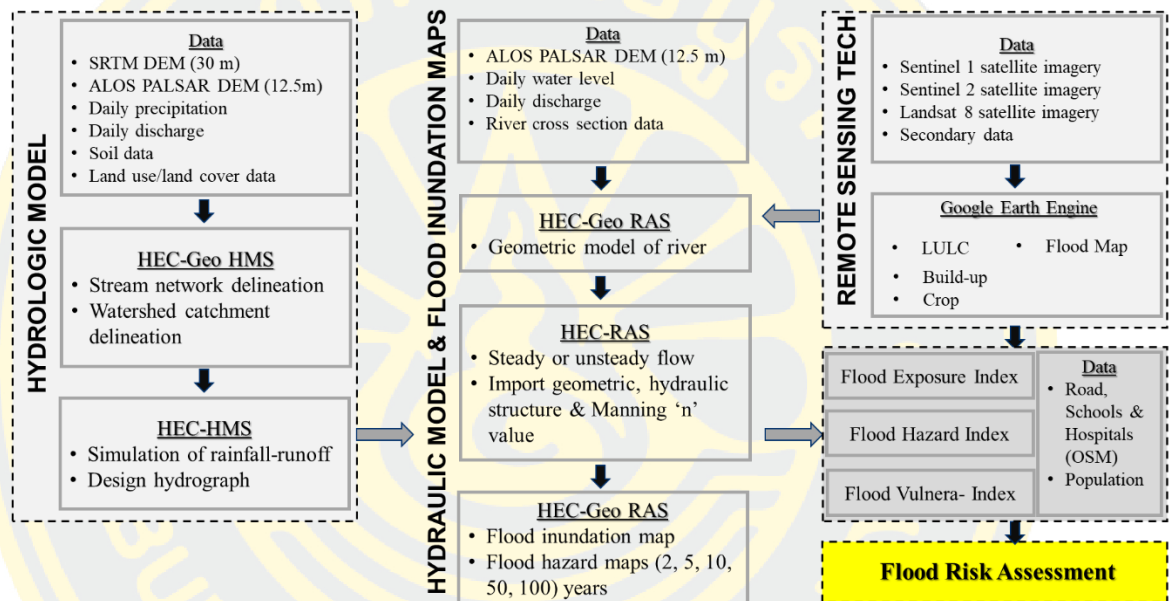 HYDROLOGIC MODEL
Data
• SRTM DEM (30 m)
• ALOS PALSAR DEM (12.5m)
• Daily precipitation
• Daily discharge
• Soil data
• Land use/land cover data
HEC-Geo HMS
• Stream network delineation
• Watershed catchment
delineation
HEC-HMS
• Simulation of rainfall-runoff
• Design hydrograph
HYDRAULIC MODEL & FLOOD INUNDATION MAPS
Data
• ALOS PALSAR DEM (12.5 m)
• Daily water level
• Daily discharge
• River cross section data
HEC-Geo RAS
• Geometric model of river
HEC-RAS
• Steady or unsteady flow
• Import geometric, hydraulic
structure & Manning ‘n’
value
HEC-Geo RAS
• Flood inundation map
• Flood hazard maps (2, 5, 10,
50, 100) years
REMOTE SENSING TECH
Data
• Sentinel 1 satellite imagery
• Sentinel 2 satellite imagery
• Landsat 8 satellite imagery
• Secondary data
Google Earth Engine
• LULC
• Build-up
• Crop
• Flood Map
Flood Exposure Index
Flood Hazard Index
Flood Vulnera- Index
Data
• Road,
Schools &
Hospitals
(OSM)
• Population
Flood Risk Assessment